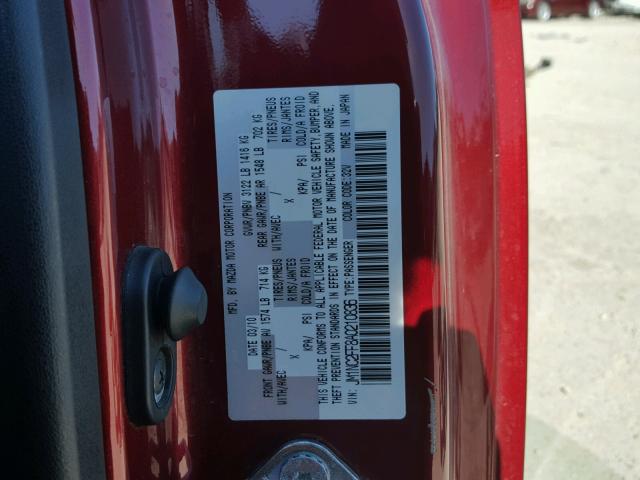 MFD. BY MAZDA MOTOR CORPORATION
DATE 03/10 GVWR/PNBV 3122 LB 1416 KG
FRONT GAWR/PNBE AV 1574 LB 714 KG REAR GAWR/PNBE AR 1548 LB 702 KG
/ TIRES/PNEUS / TIRES/PNEUS
WITH/AVEC X RIMS/JANTES WITH/AVEC X RIMS/JANTES
KPA/ PSI COLD/A FROID KPA/ PSI COLD/A FROID
THIS VEHICLE CONFORMS TO ALL APPLICABLE FEDERAL MOTOR VEHICLE SAFETY, BUMPER, AND
THEFT PREVENTION STANDARDS IN EFFECT ON THE DATE OF MANUFACTURE SHOWN ABOVE.
VIN: JM1NC2EFF8A0210836 TYPE:PASSENGER COLOR CODE:32V MADE IN JAPAN